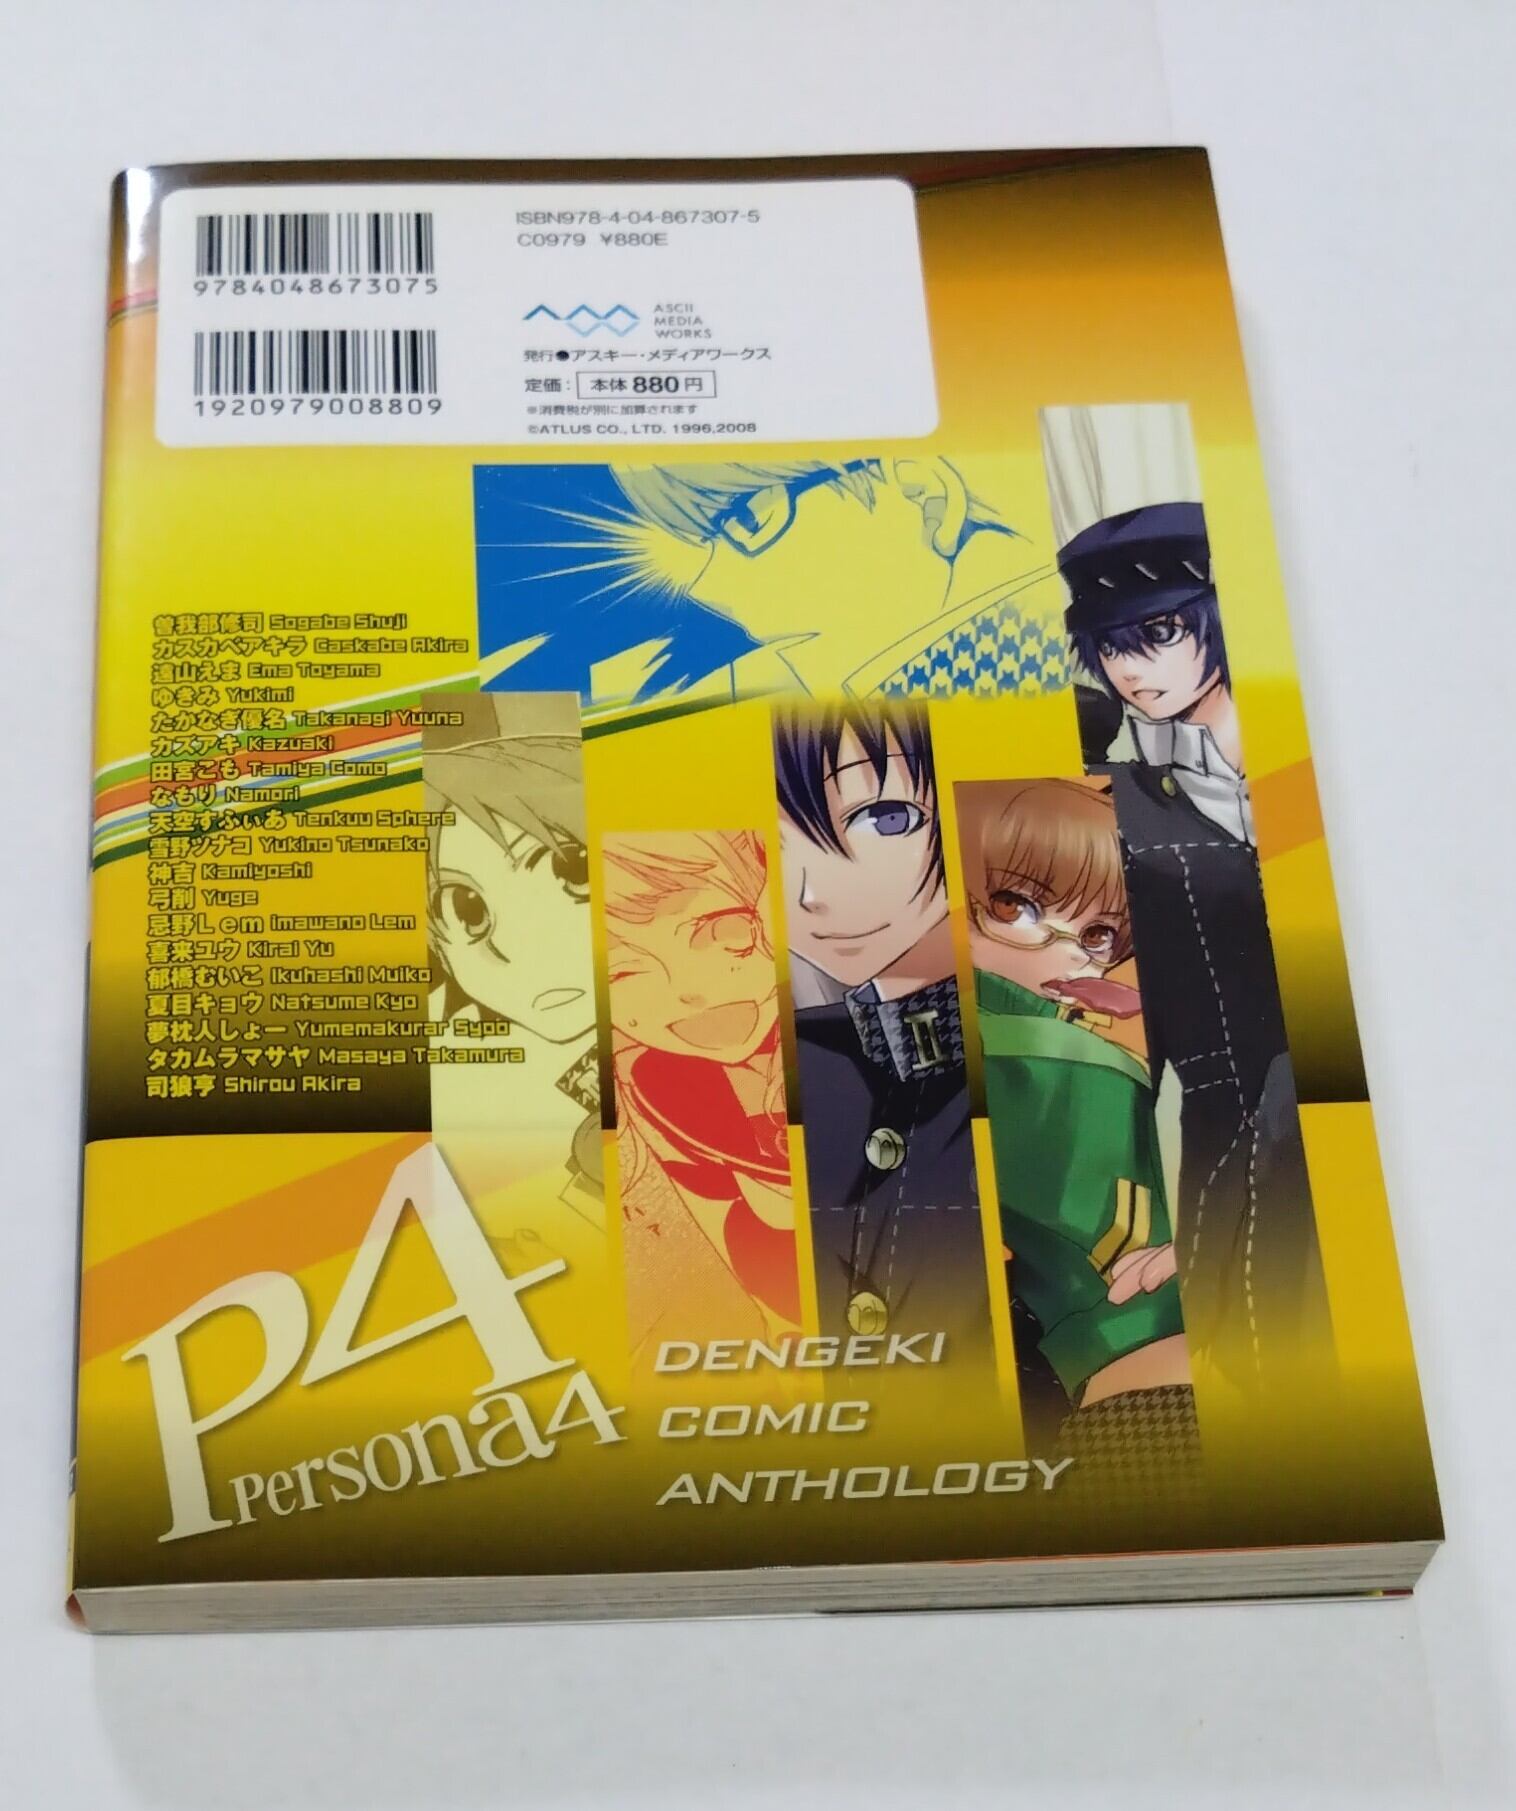 9784048673075
1920979008809
ISBN978-4-04-867307-5
C0979 ¥880E
ASCII
MEDIA
WORKS
発行●アスキー・メディアワークス
定価: 本体880円
※消費税が別に加算されます
©ATLUS CO., LTD. 1996,2008
曽我部修司 Sogabe Shuji
カスカベアキラ Caskabe Akira
遠山えま Ema Toyama
ゆきみ Yukimi
たかなぎ優名 Takanagi Yuuna
カズアキ Kazuaki
田宮こも Tamiya Como
なもり Namori
天空すふぃあ Tenkuu Sphere
雪野ツナコ Yukino Tsunako
神吉 Kamiyoshi
弓削 Yuge
忌野Lem imawano Lem
喜来ユウ Kirai Yu
郁橋むいこ Ikuhashi Muiko
夏目キョウ Natsume Kyo
夢枕人しょー Yumemakurar Syoo
タカムラマサヤ Masaya Takamura
司狼亨 Shirou Akira
II
P4
Persona4
DENGEKI
COMIC
ANTHOLOGY